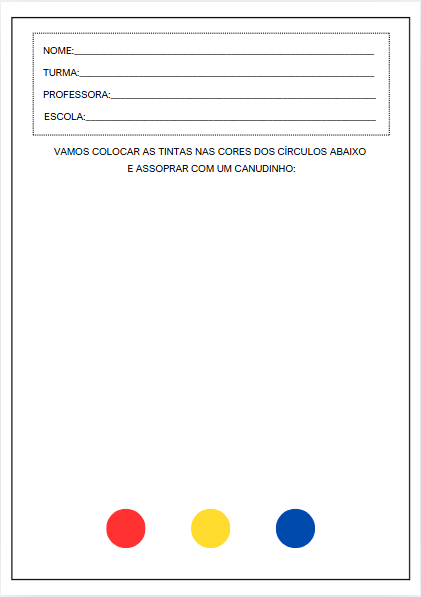 NOME:
TURMA:
PROFESSORA:
ESCOLA:
VAMOS COLOCAR AS TINTAS NAS CORES DOS CÍRCULOS ABAIXO
E ASSOPRAR COM UM CANUDINHO: